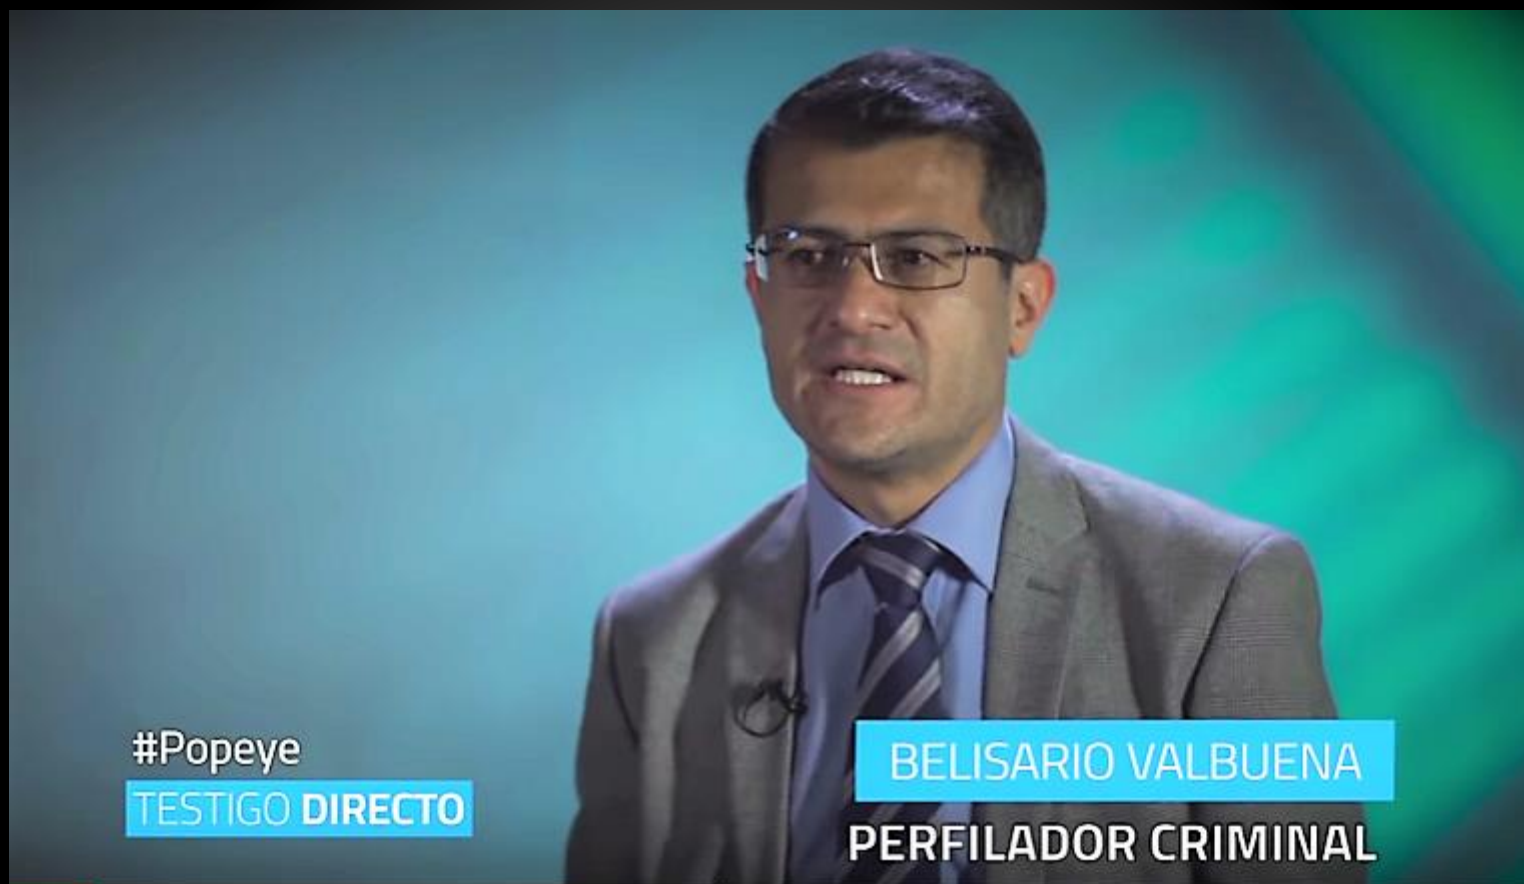 #Popeye
TESTIGO DIRECTO
BELISARIO VALBUENA
PERFILADOR CRIMINAL